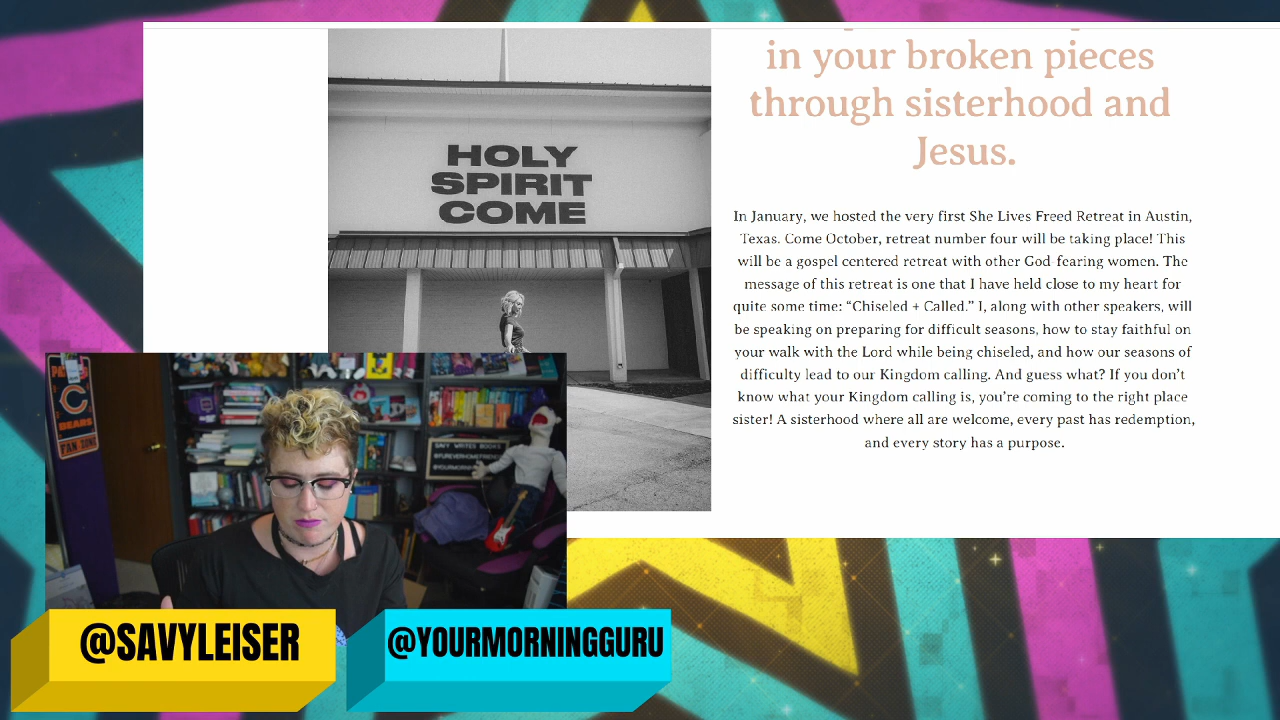 in your broken pieces
through sisterhood and
Jesus.
HOLY
SPIRIT
COME
In January, we hosted the very first She Lives Freed Retreat in Austin,
Texas. Come October, retreat number four will be taking place! This
will be a gospel centered retreat with other God-fearing women. The
message of this retreat is one that I have held close to my heart for
quite some time: “Chiseled + Called.” I, along with other speakers, will
be speaking on preparing for difficult seasons, how to stay faithful on
your walk with the Lord while being chiseled, and how our seasons of
difficulty lead to our Kingdom calling. And guess what? If you don’t
know what your Kingdom calling is, you’re coming to the right place
sister! A sisterhood where all are welcome, every past has redemption,
and every story has a purpose.
BEARS
FAN ZONE
SAVY WRITES BOOKS
@SAVYLEISER
@YOURMORNINGGURU